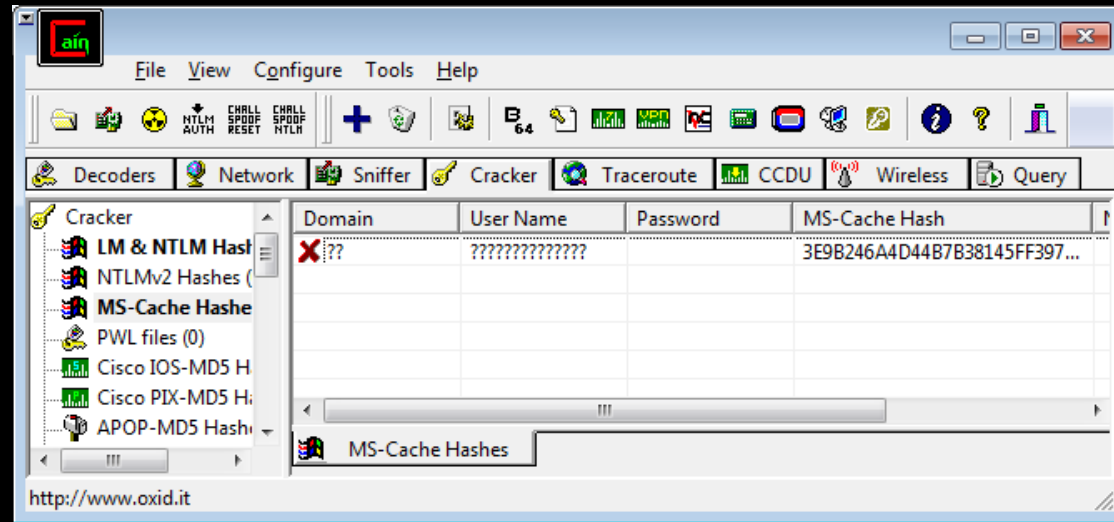 aín
File View Configure Tools Help
NTLM AUTH CHALL SPOOF RESET CHALL SPOOF NTLM B64
Decoders Network Sniffer Cracker Traceroute CCDU Wireless Query
Cracker Domain User Name Password MS-Cache Hash
LM & NTLM Hash ?? ?????????????? 3E9B246A4D44B7B38145FF397...
NTLMv2 Hashes (
MS-Cache Hashe
PWL files (0)
Cisco IOS-MD5 H
Cisco PIX-MD5 Ha
APOP-MD5 Hash
MS-Cache Hashes
http://www.oxid.it